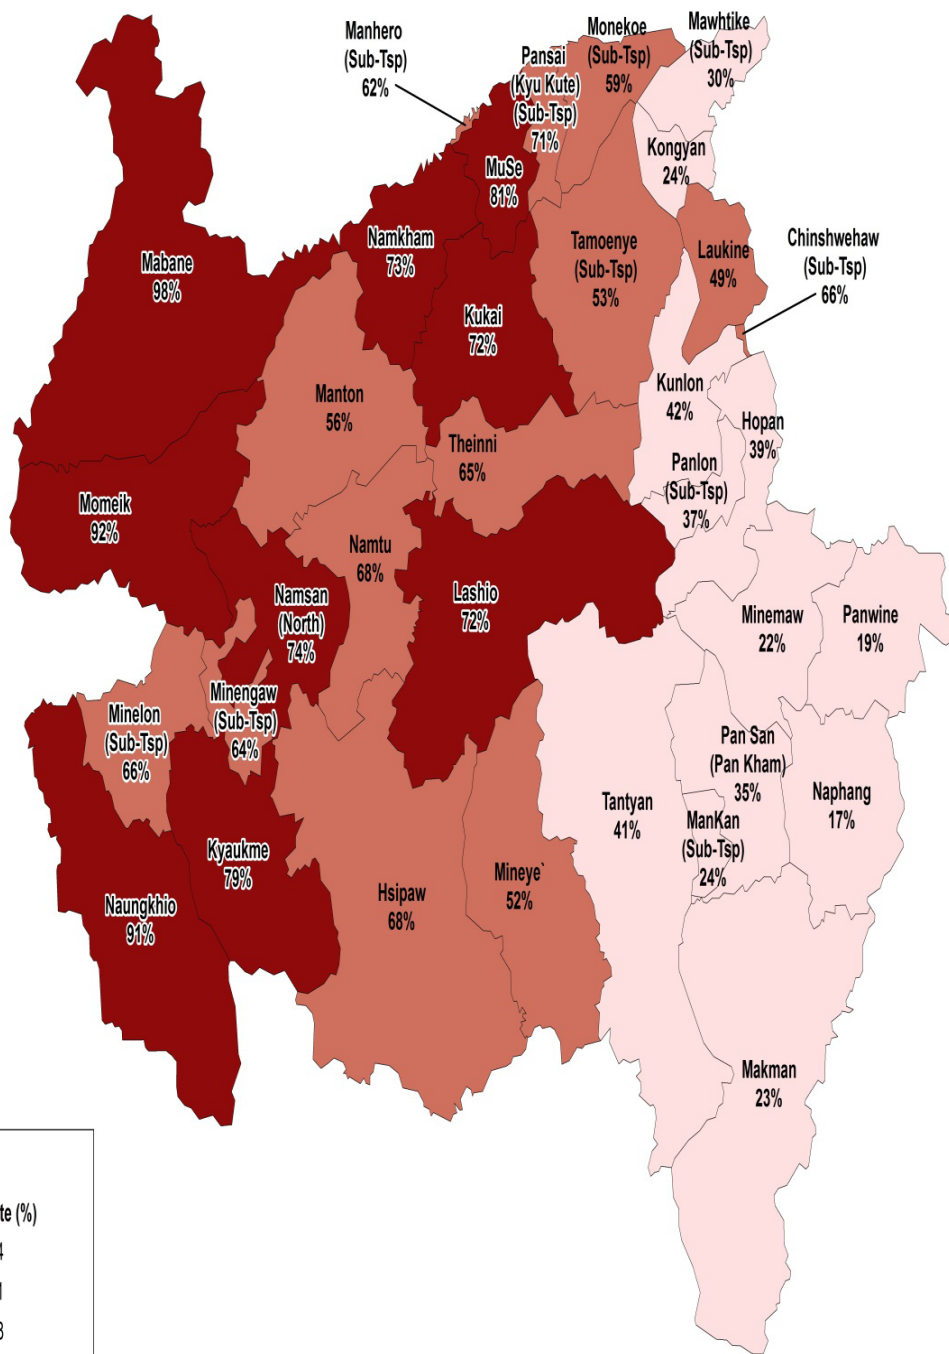 Manhero
(Sub-Tsp)
62%
Pansai
(Kyu Kute)
(Sub-Tsp)
71%
Monekoe
(Sub-Tsp)
59%
Mawhtike
(Sub-Tsp)
30%
Kongyan
24%
MuSe
81%
Namkham
73%
Mabane
98%
Tamoenye
(Sub-Tsp)
53%
Laukine
49%
Chinshwehaw
(Sub-Tsp)
66%
Kukai
72%
Manton
56%
Kunlon
42%
Hopan
39%
Theinni
65%
Panlon
(Sub-Tsp)
37%
Momeik
92%
Namtu
68%
Namsan
(North)
74%
Lashio
72%
Minemaw
22%
Panwine
19%
Minelon
(Sub-Tsp)
66%
Minengaw
(Sub-Tsp)
64%
Pan San
(Pan Kham)
35%
Tantyan
41%
Naphang
17%
ManKan
(Sub-Tsp)
24%
Kyaukme
79%
Hsipaw
68%
Mineye`
52%
Naungkhio
91%
Makman
23%
(%)